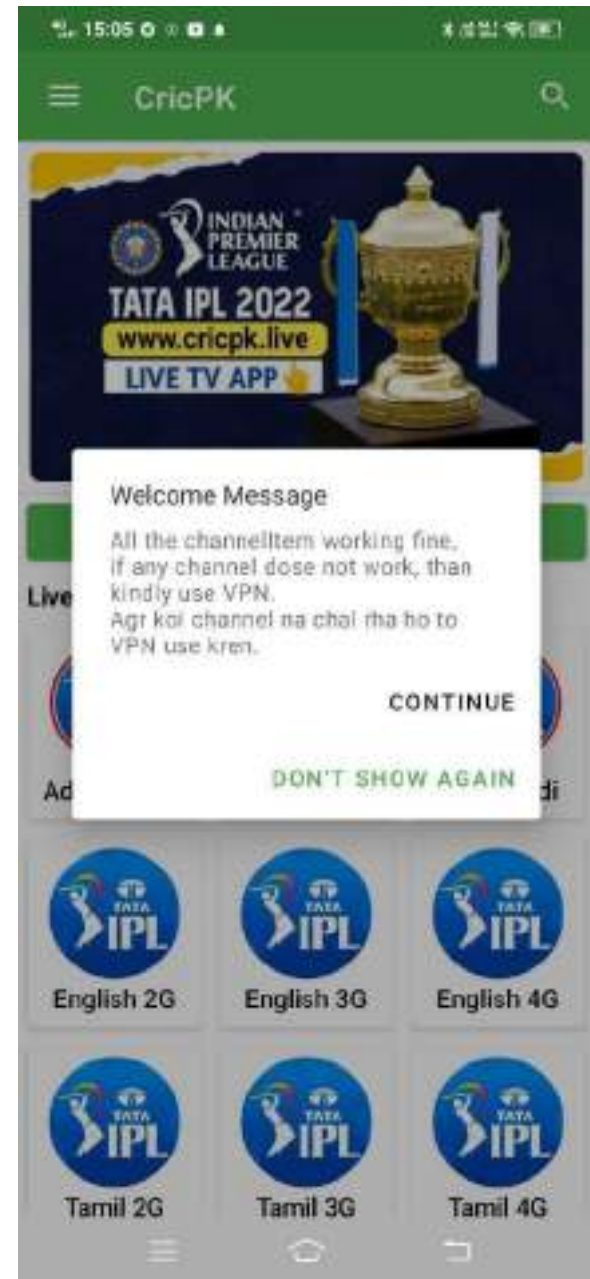 15:05
CricPK
INDIAN
PREMIER
LEAGUE
TATA IPL 2022
www.cricpk.live
LIVE TV APP
Welcome Message
All the channelItem working fine,
if any channel dose not work, than
kindly use VPN.
Agr koi channel na chal rha ho to
VPN use kren.
CONTINUE
DON'T SHOW AGAIN
Live
Ad
di
TATA IPL
TATA IPL
TATA IPL
English 2G
English 3G
English 4G
TATA IPL
TATA IPL
TATA IPL
Tamil 2G
Tamil 3G
Tamil 4G